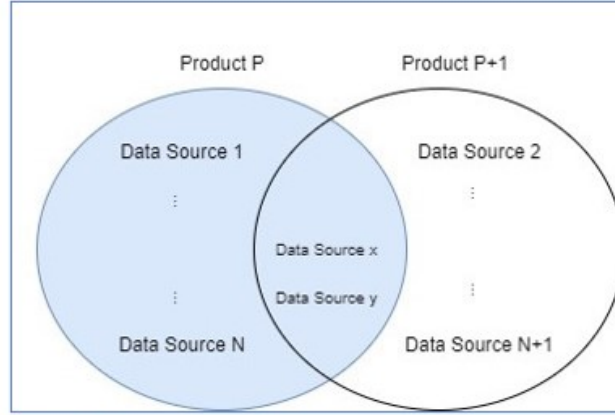 Product P
Product P+1
Data Source 1
Data Source 2
⋮
⋮
Data Source x
Data Source y
⋮
⋮
Data Source N
Data Source N+1